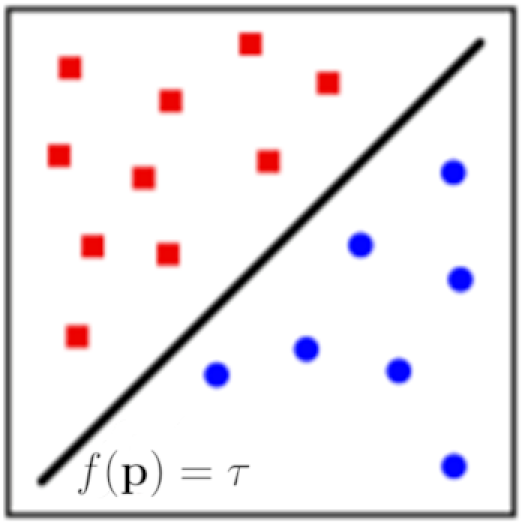 f(p) = τ